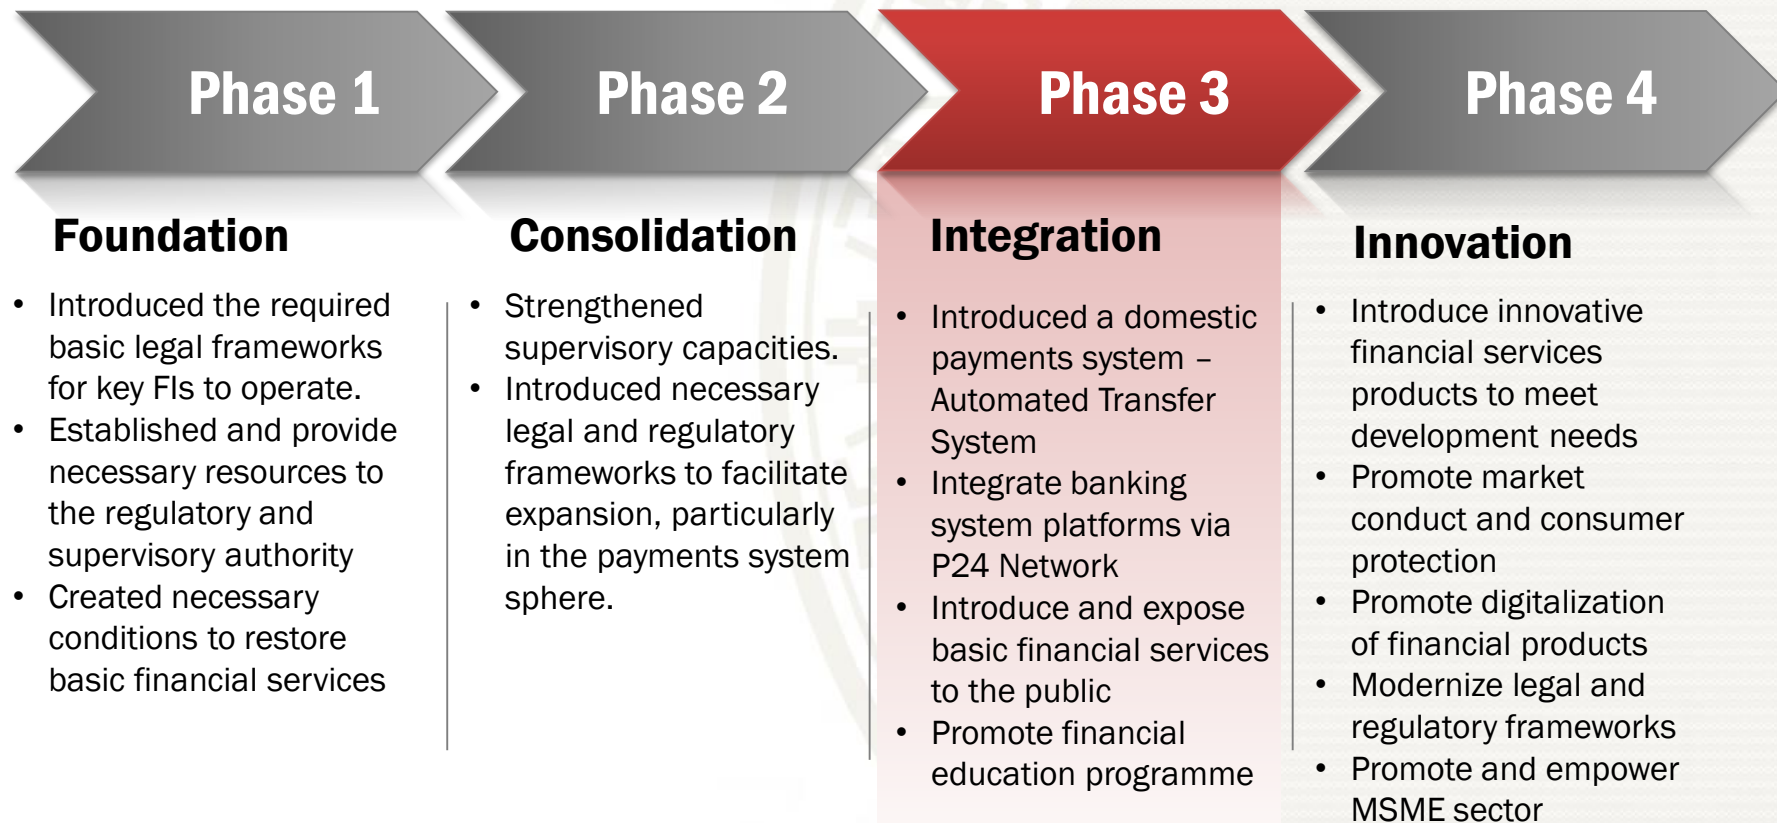 Phase 1
Phase 2
Phase 3
Phase 4
Foundation
• Introduced the required
basic legal frameworks
for key FIs to operate.
• Established and provide
necessary resources to
the regulatory and
supervisory authority
• Created necessary
conditions to restore
basic financial services
Consolidation
• Strengthened
supervisory capacities.
• Introduced necessary
legal and regulatory
frameworks to facilitate
expansion, particularly
in the payments system
sphere.
Integration
• Introduced a domestic
payments system –
Automated Transfer
System
• Integrate banking
system platforms via
P24 Network
• Introduce and expose
basic financial services
to the public
• Promote financial
education programme
Innovation
• Introduce innovative
financial services
products to meet
development needs
• Promote market
conduct and consumer
protection
• Promote digitalization
of financial products
• Modernize legal and
regulatory frameworks
• Promote and empower
MSME sector